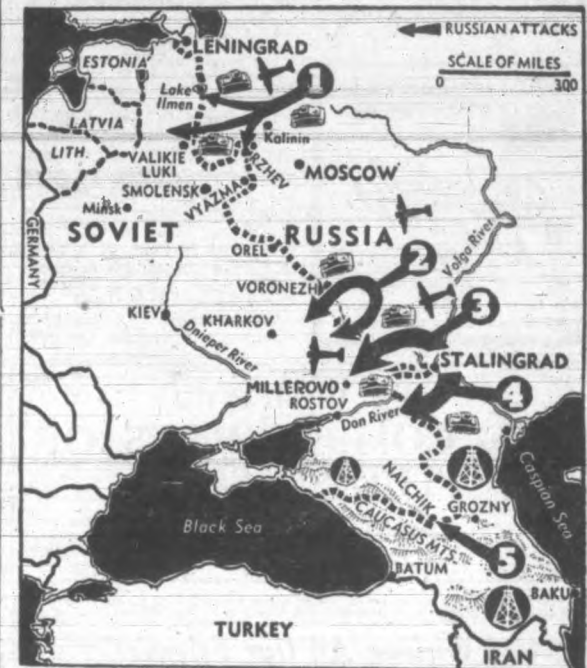 RUSSIAN ATTACKS
SCALE OF MILES
0 300
LENINGRAD
ESTONIA
1
Lake
Ilmen
LATVIA
Kalinin
LITH.
VALIKIE
LUKI
RZHEV
MOSCOW
SMOLENSK
VYAZMA
Minsk
GERMANY
SOVIET RUSSIA
OREL
Volga River
2
VORONEZH
3
KIEV
KHARKOV
Dnieper River
STALINGRAD
MILLEROVO
4
ROSTOV
Don River
Caspian Sea
NALCHIK
GROZNY
Black Sea
CAUCASUS MTS.
5
BATUM
BAKU
TURKEY
IRAN